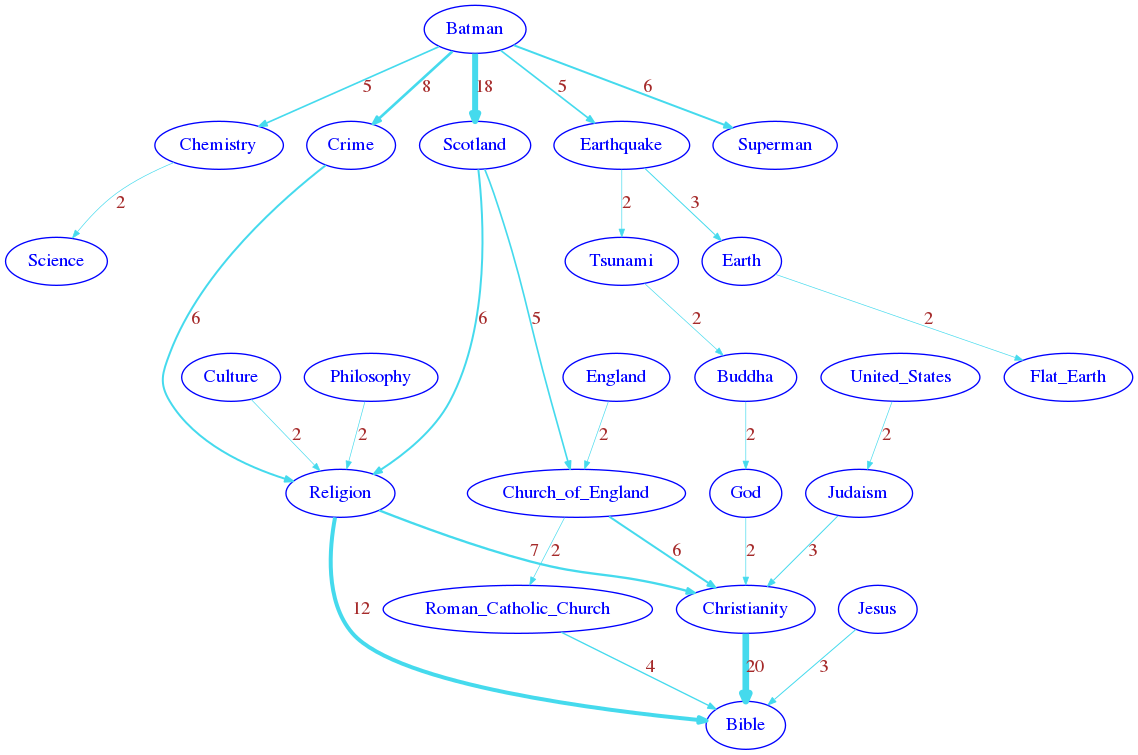 Batman
5
8
18
5
6
Chemistry
Crime
Scotland
Earthquake
Superman
2
2
3
Science
Tsunami
Earth
6
6
5
2
2
Culture
Philosophy
England
Buddha
United_States
Flat_Earth
2
2
2
2
2
Religion
Church_of_England
God
Judaism
7
2
6
2
3
12
Roman_Catholic_Church
Christianity
Jesus
4
20
3
Bible